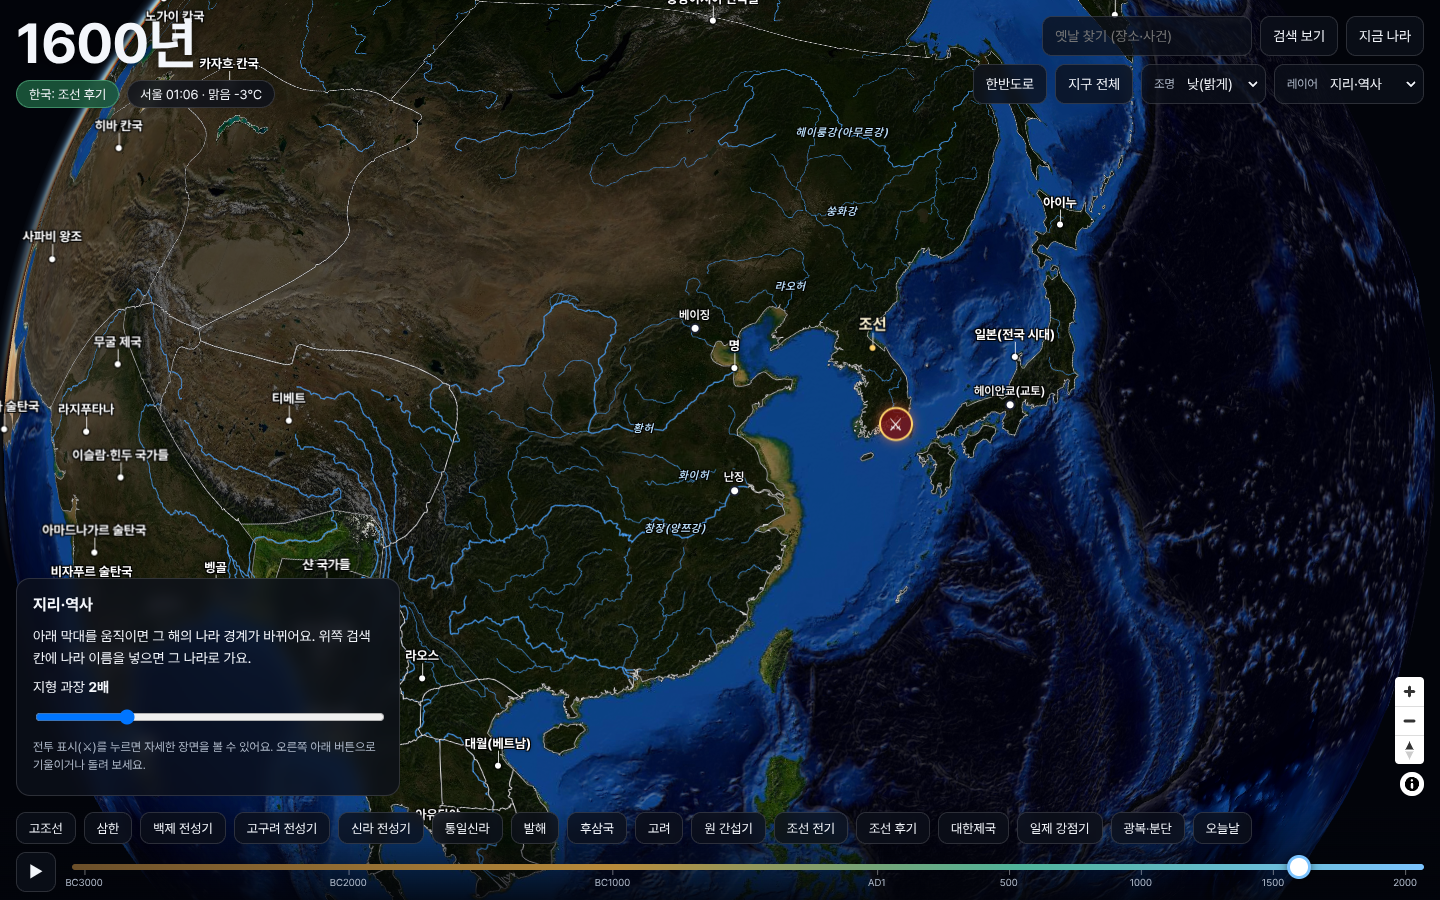 노가이 칸국
1600년
카자흐 칸국
한국: 조선 후기
서울 01:06 · 맑음 -3°C
옛날 찾기 (장소·사건)
검색 보기
지금 나라
한반도로
지구 전체
조명 낮(밝게)
레이어 지리·역사
히바 칸국
헤이룽강(아무르강)
아이누
쑹화강
사파비 왕조
라오허
베이징
조선
일본(전국 시대)
무굴 제국
명
헤이안쿄(교토)
티베트
술탄국
라지푸타나
황허
이슬람·힌두 국가들
화이허
난징
아마드나가르 술탄국
창장(양쯔강)
비자푸르 술탄국
벵골
샨 국가들
지리·역사
아래 막대를 움직이면 그 해의 나라 경계가 바뀌어요. 위쪽 검색
칸에 나라 이름을 넣으면 그 나라로 가요.
지형 과장 2배
전투 표시(⚔)를 누르면 자세한 장면을 볼 수 있어요. 오른쪽 아래 버튼으로
기울이거나 돌려 보세요.
라오스
대월(베트남)
고조선
삼한
백제 전성기
고구려 전성기
신라 전성기
통일신라
발해
후삼국
고려
원 간섭기
조선 전기
조선 후기
대한제국
일제 강점기
광복·분단
오늘날
BC3000
BC2000
BC1000
AD1
500
1000
1500
2000